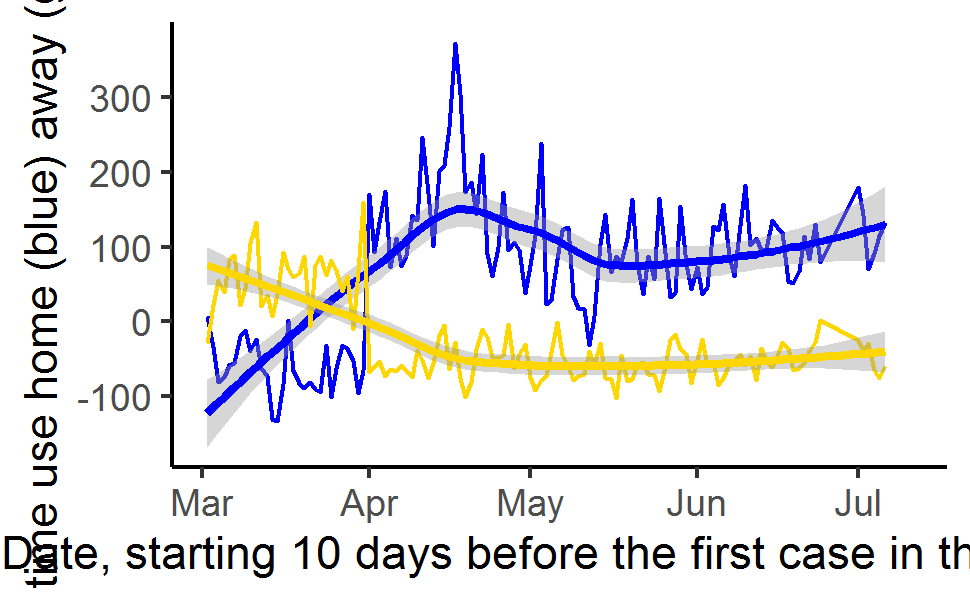 time use home (blue) away (
300
200
100
0
-100
Mar Apr May Jun Jul
Date, starting 10 days before the first case in th